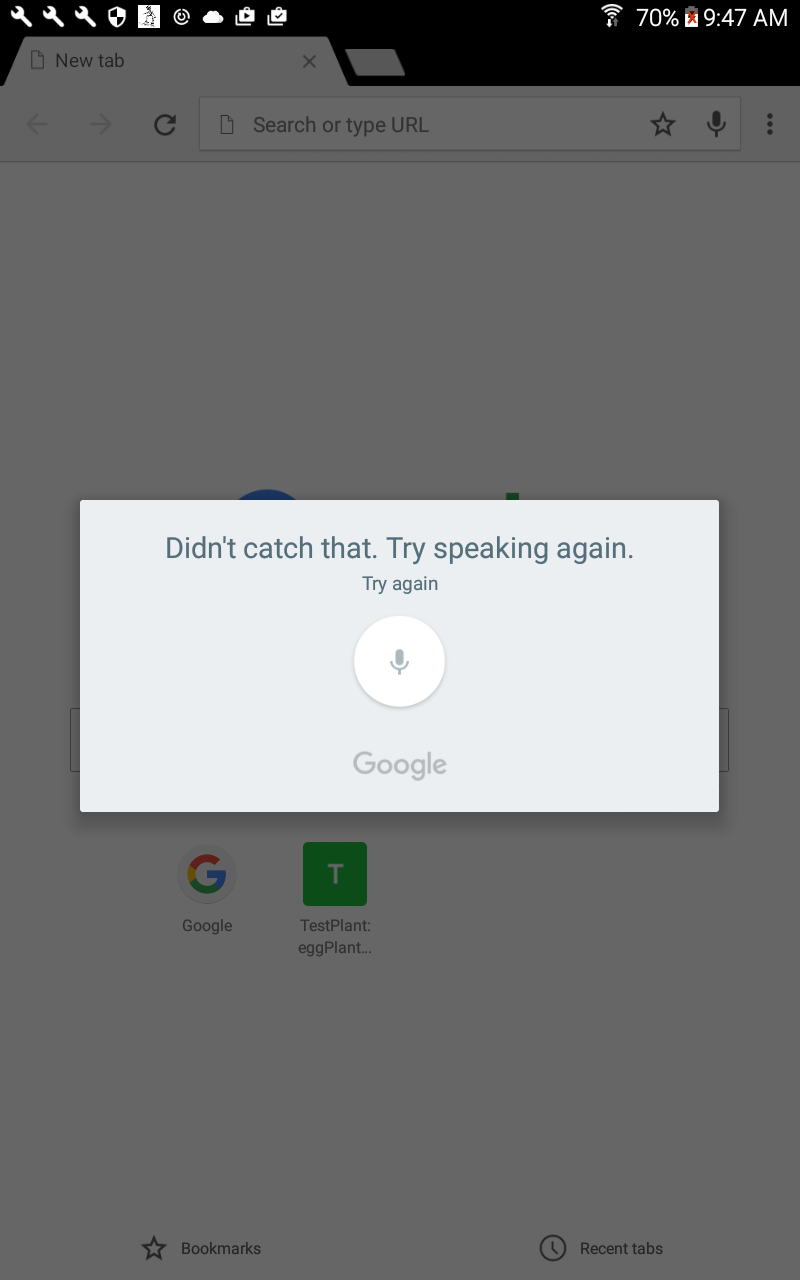 70% 9:47 AM
New tab
Search or type URL
Didn't catch that. Try speaking again.
Try again
Google
T
Google
TestPlant:
eggPlant...
Bookmarks
Recent tabs